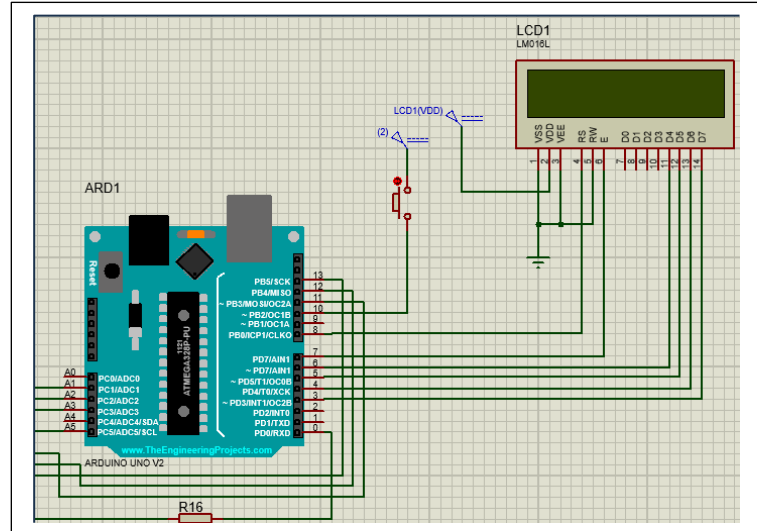 LCD1
LM016L
LCD1(VDD)
(2)
VSS
VDD
VEE
RS
RW
E
D0
D1
D2
D3
D4
D5
D6
D7
1
2
3
4
5
6
7
8
9
10
11
12
13
14
ARD1
Reset
1121
ATMEGA328P-PU
PB5/SCK 13
PB4/MISO 12
~ PB3/MOSI/OC2A 11
~ PB2/OC1B 10
~ PB1/OC1A 9
PB0/ICP1/CLKO 8
PD7/AIN1 7
~ PD7/AIN1 6
~ PD5/T1/OC0B 5
PD4/T0/XCK 4
~ PD3/INT1/OC2B 3
PD2/INT0 2
PD1/TXD 1
PD0/RXD 0
A0 PC0/ADC0
A1 PC1/ADC1
A2 PC2/ADC2
A3 PC3/ADC3
A4 PC4/ADC4/SDA
A5 PC5/ADC5/SCL
www.TheEngineeringProjects.com
ARDUINO UNO V2
R16